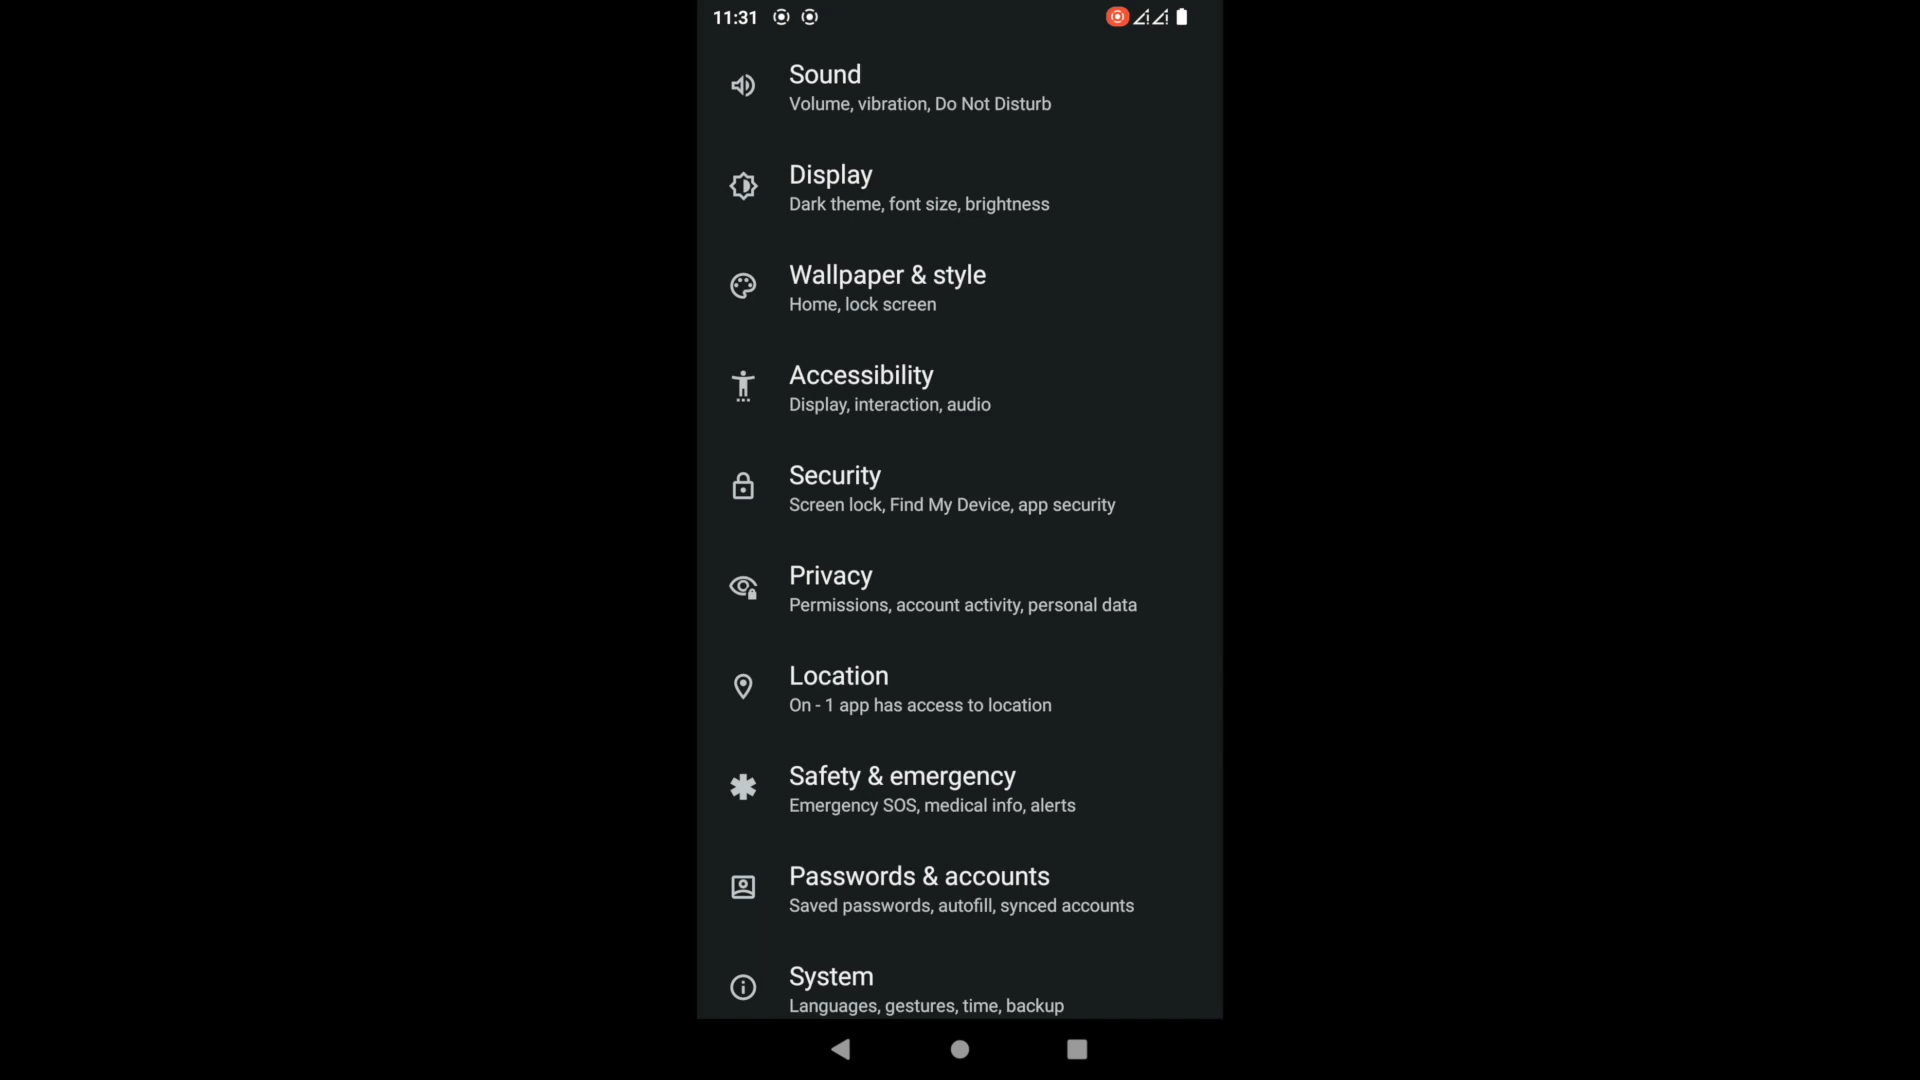 11:31
Sound
Volume, vibration, Do Not Disturb
Display
Dark theme, font size, brightness
Wallpaper & style
Home, lock screen
Accessibility
Display, interaction, audio
Security
Screen lock, Find My Device, app security
Privacy
Permissions, account activity, personal data
Location
On - 1 app has access to location
Safety & emergency
Emergency SOS, medical info, alerts
Passwords & accounts
Saved passwords, autofill, synced accounts
System
Languages, gestures, time, backup